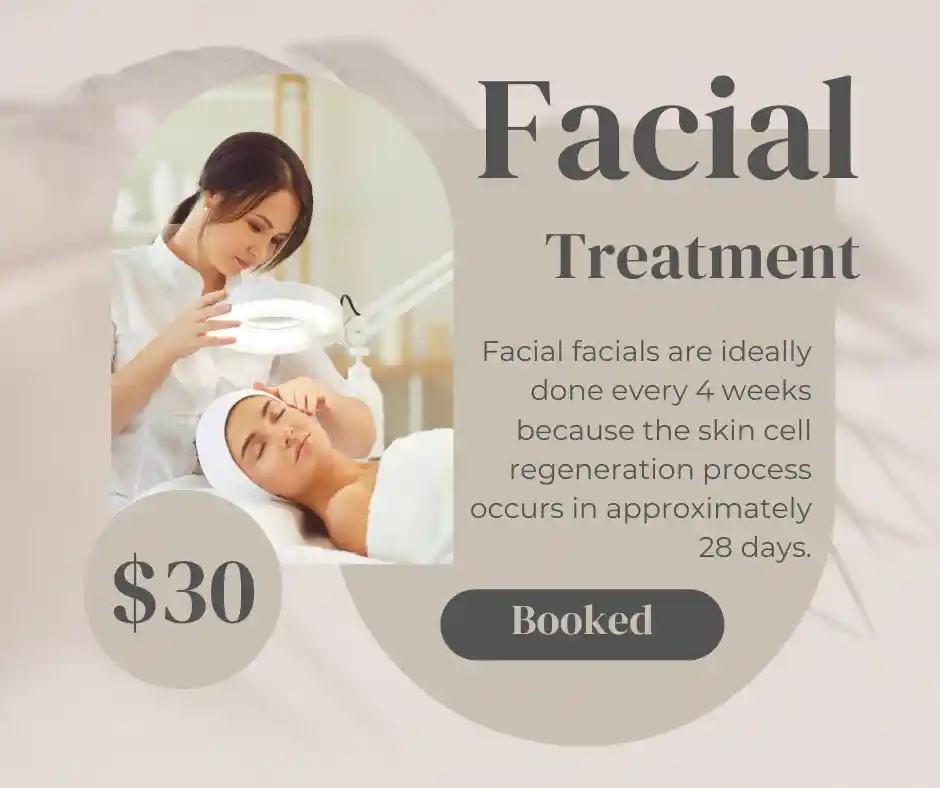 Facial
Treatment
Facial facials are ideally
done every 4 weeks
because the skin cell
regeneration process
occurs in approximately
28 days.
$30
Booked